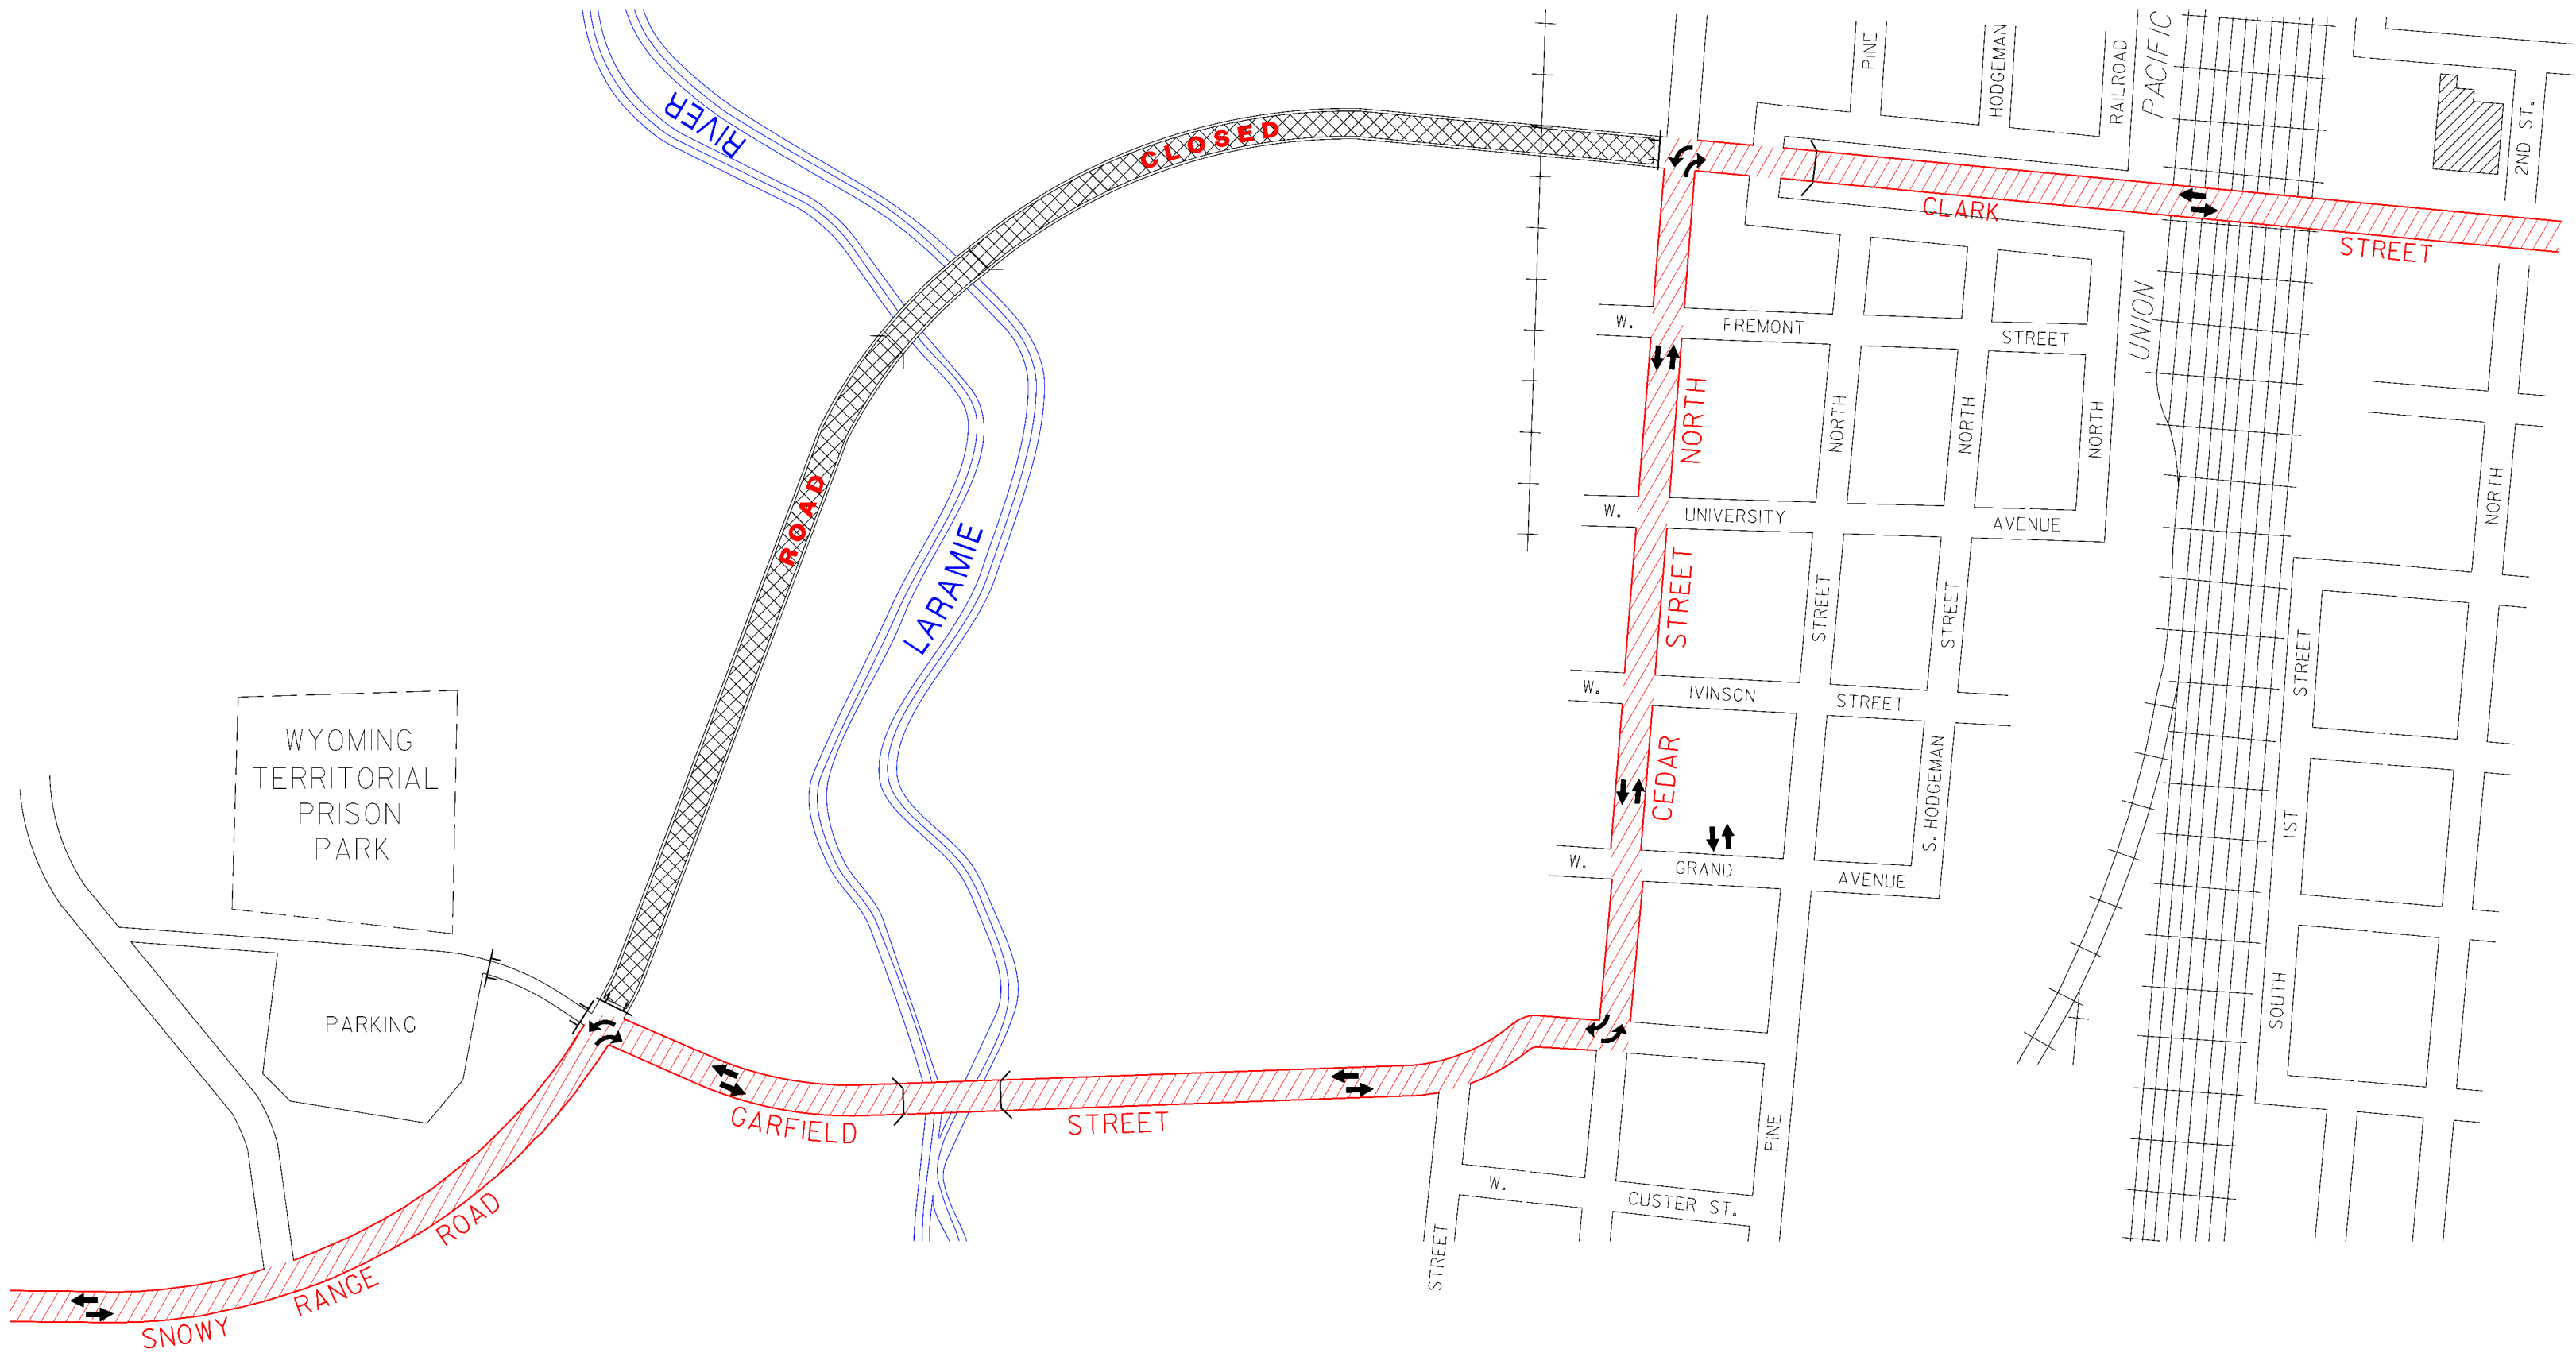 RIVER
CLOSED
PINE
HODGEMAN
RAILROAD
PACIFIC
2ND ST.
CLARK
STREET
UNION
W. FREMONT STREET
NORTH
NORTH
NORTH
NORTH
NORTH
ROAD
LARAMIE
W. UNIVERSITY AVENUE
STREET
STREET
STREET
STREET
W. IVINSON STREET
WYOMING
TERRITORIAL
PRISON
PARK
CEDAR
S. HODGEMAN
IST
W. GRAND AVENUE
SOUTH
PARKING
GARFIELD STREET
PINE
W. CUSTER ST.
STREET
SNOWY RANGE ROAD